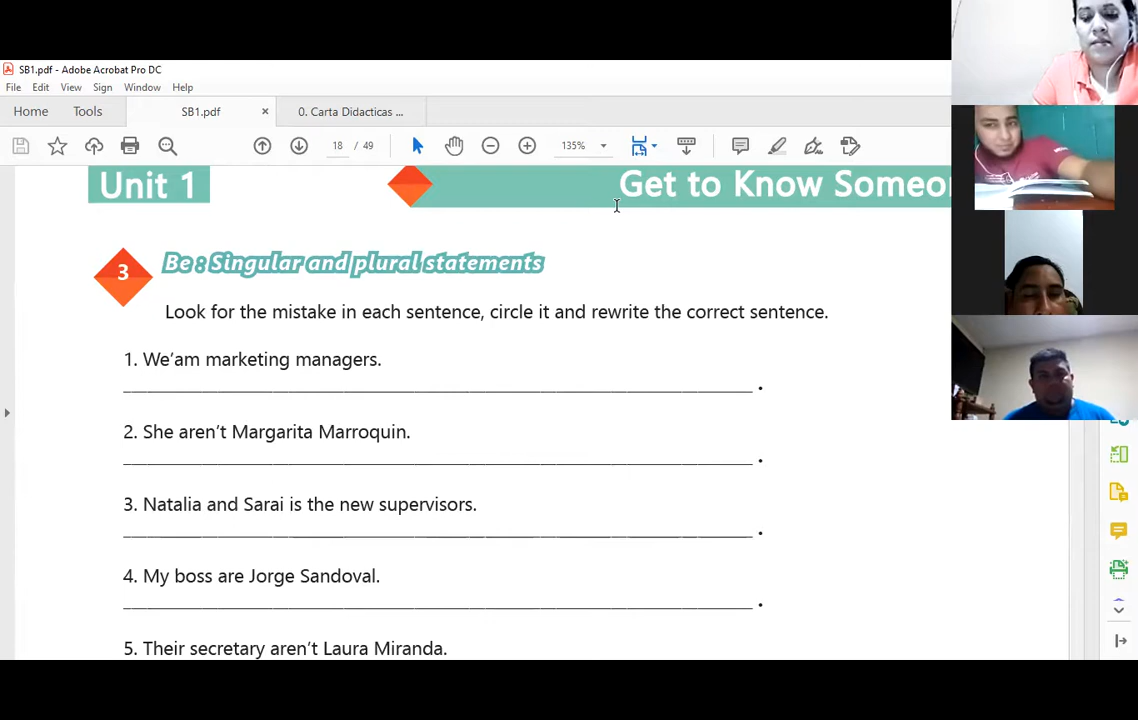 SB1.pdf - Adobe Acrobat Pro DC
File Edit View Sign Window Help
Home Tools SB1.pdf × 0. Carta Didacticas ...
18 / 49 135%
Unit 1 Get to Know Someo
3 Be : Singular and plural statements
Look for the mistake in each sentence, circle it and rewrite the correct sentence.
1. We’am marketing managers.
______________________________ .
2. She aren’t Margarita Marroquin.
______________________________ .
3. Natalia and Sarai is the new supervisors.
______________________________ .
4. My boss are Jorge Sandoval.
______________________________ .
5. Their secretary aren’t Laura Miranda.